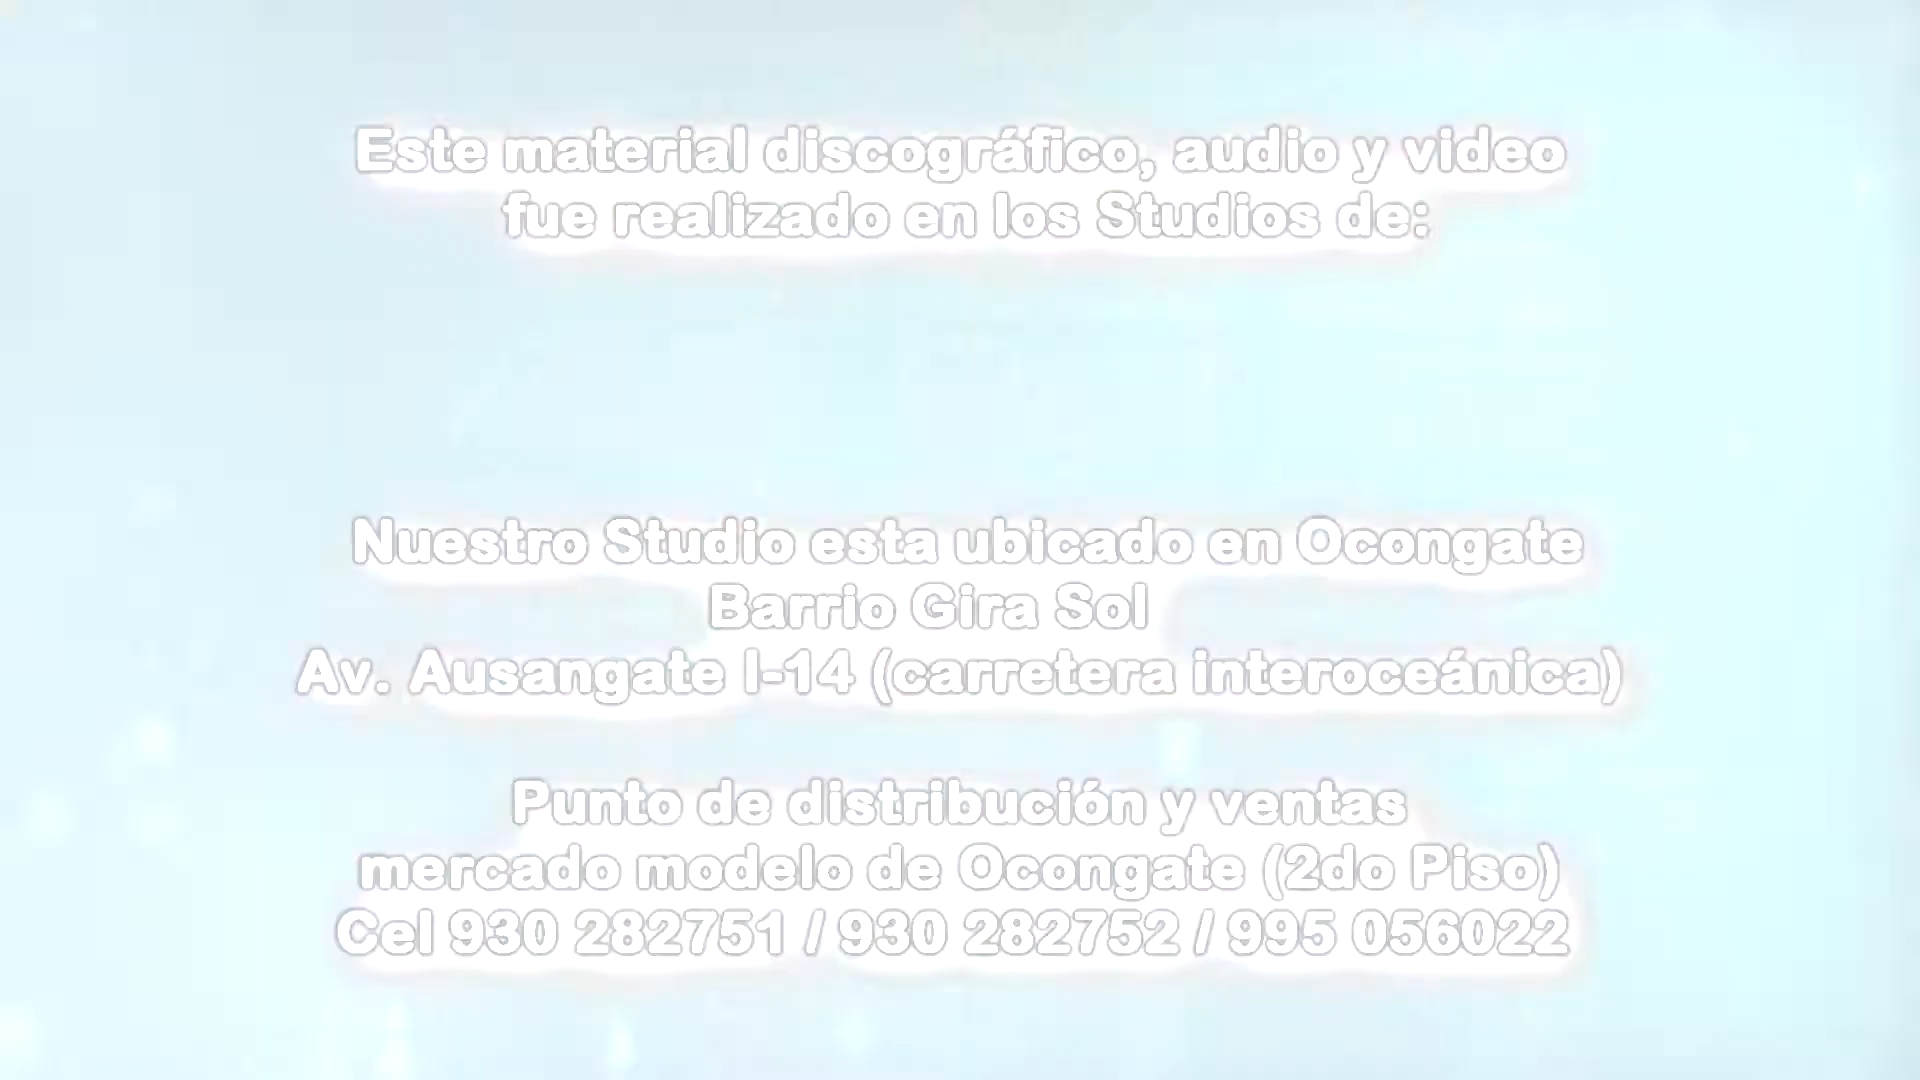 Este material discográfico, audio y video
fue realizado en los Studios de:
Nuestro Studio esta ubicado en Ocongate
Barrio Gira Sol
Av. Ausangate I-14 (carretera interoceánica)
Punto de distribución y ventas
mercado modelo de Ocongate (2do Piso)
Cel 930 282751 / 930 282752 / 995 056022